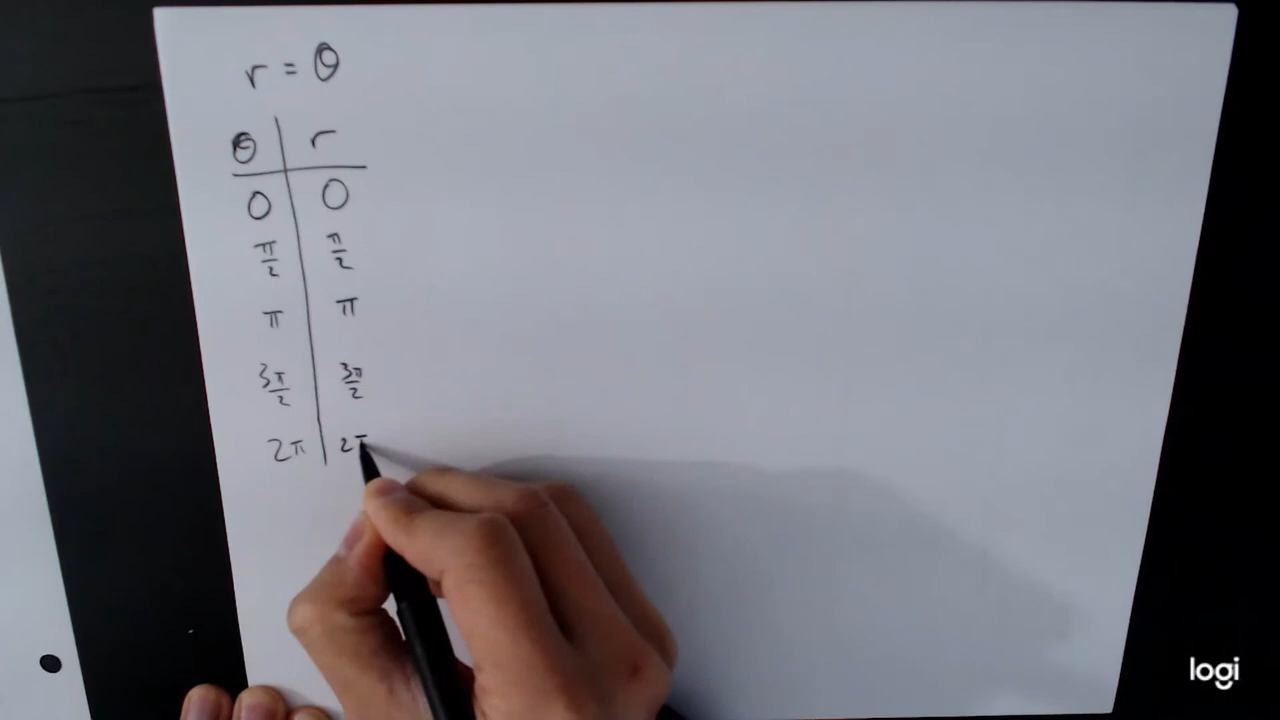 r = θ
θ r
0 0
π/2 π/2
π π
3π/2 3π/2
2π 2π
logi